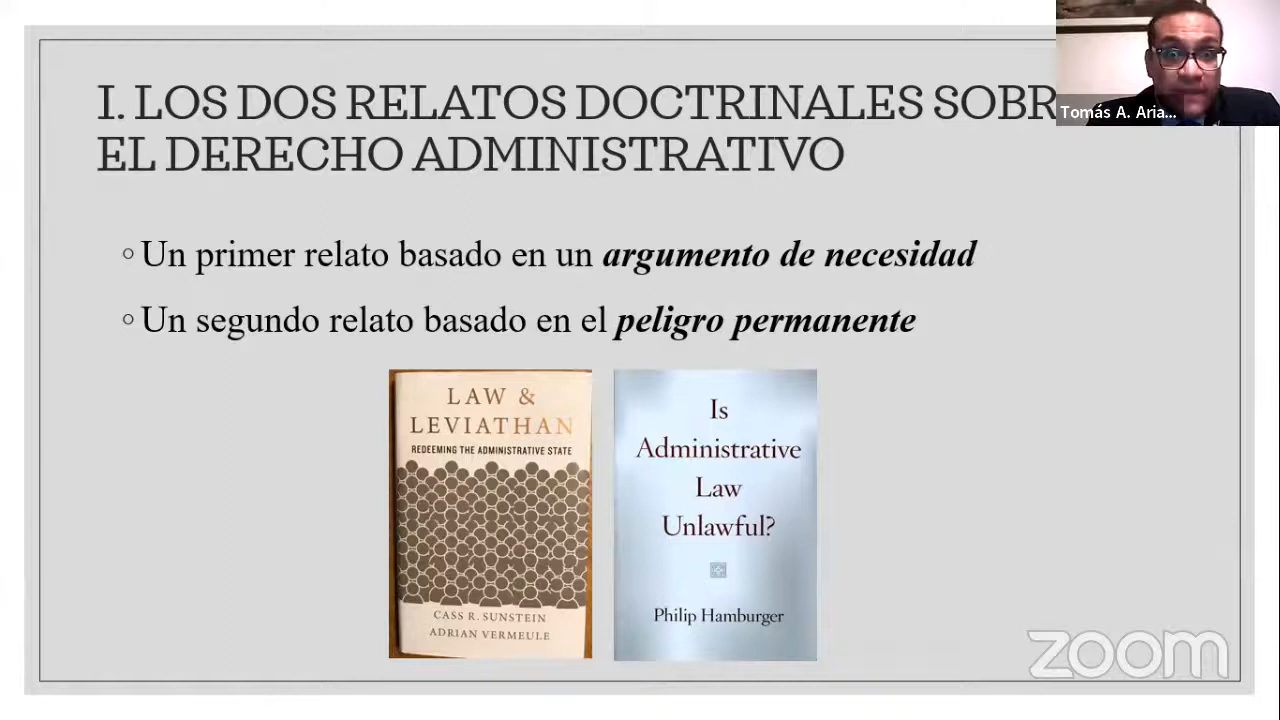 I. LOS DOS RELATOS DOCTRINALES SOBR
EL DERECHO ADMINISTRATIVO
Tomás A. Aria...
◦ Un primer relato basado en un argumento de necesidad
◦ Un segundo relato basado en el peligro permanente
LAW &
LEVIATHAN
REDEEMING THE ADMINISTRATIVE STATE
CASS R. SUNSTEIN
ADRIAN VERMEULE
Is
Administrative
Law
Unlawful?
Philip Hamburger
zoom